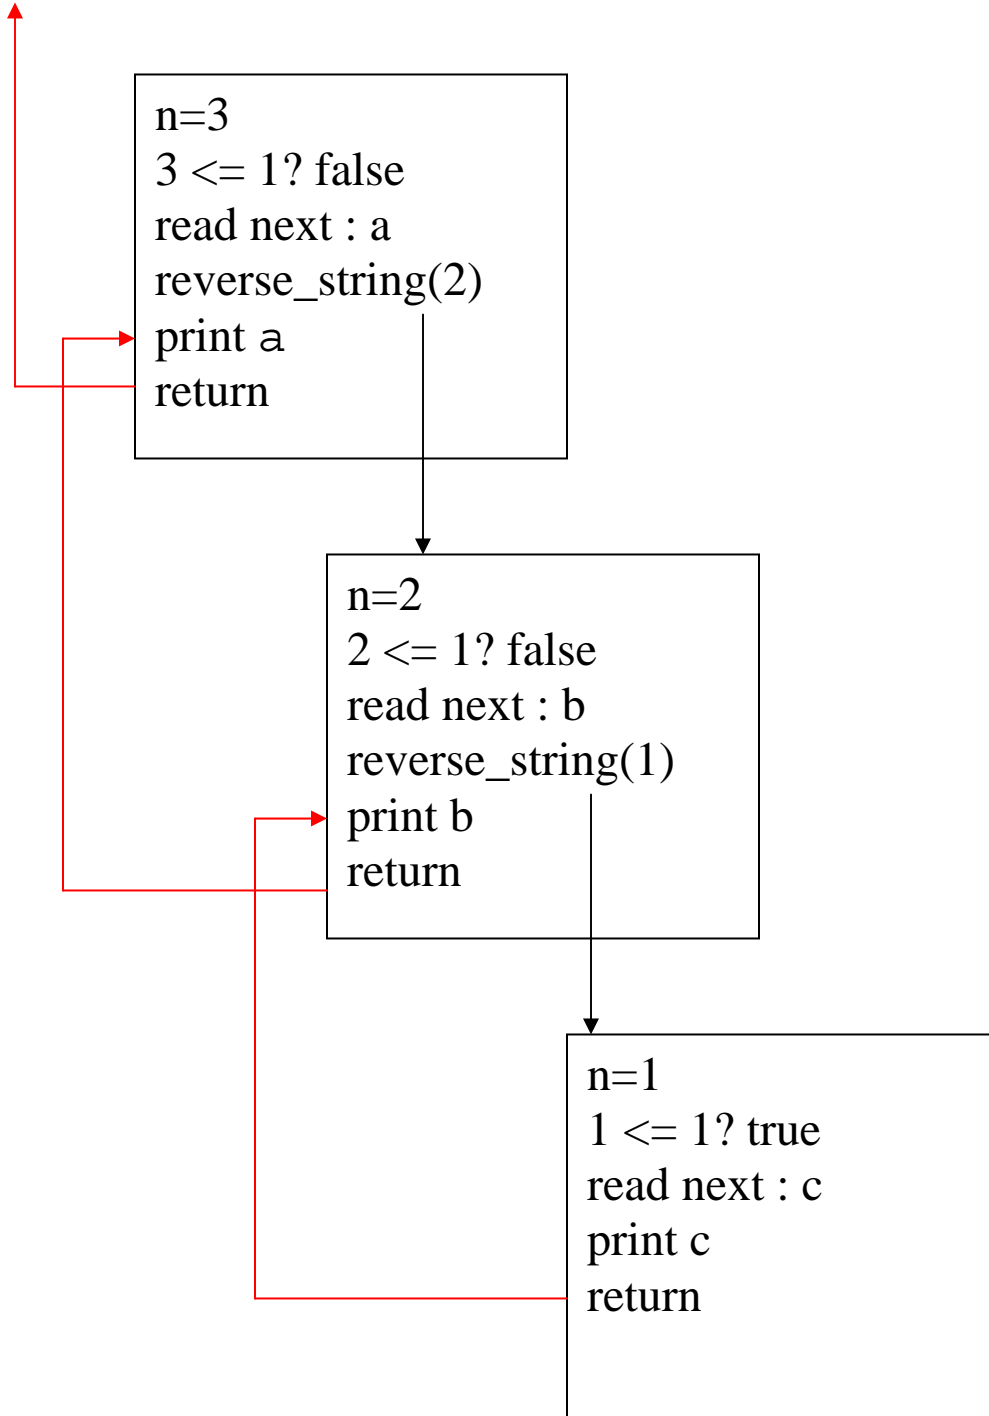 n=3
3 <= 1? false
read next : a
reverse_string(2)
print a
return
n=2
2 <= 1? false
read next : b
reverse_string(1)
print b
return
n=1
1 <= 1? true
read next : c
print c
return